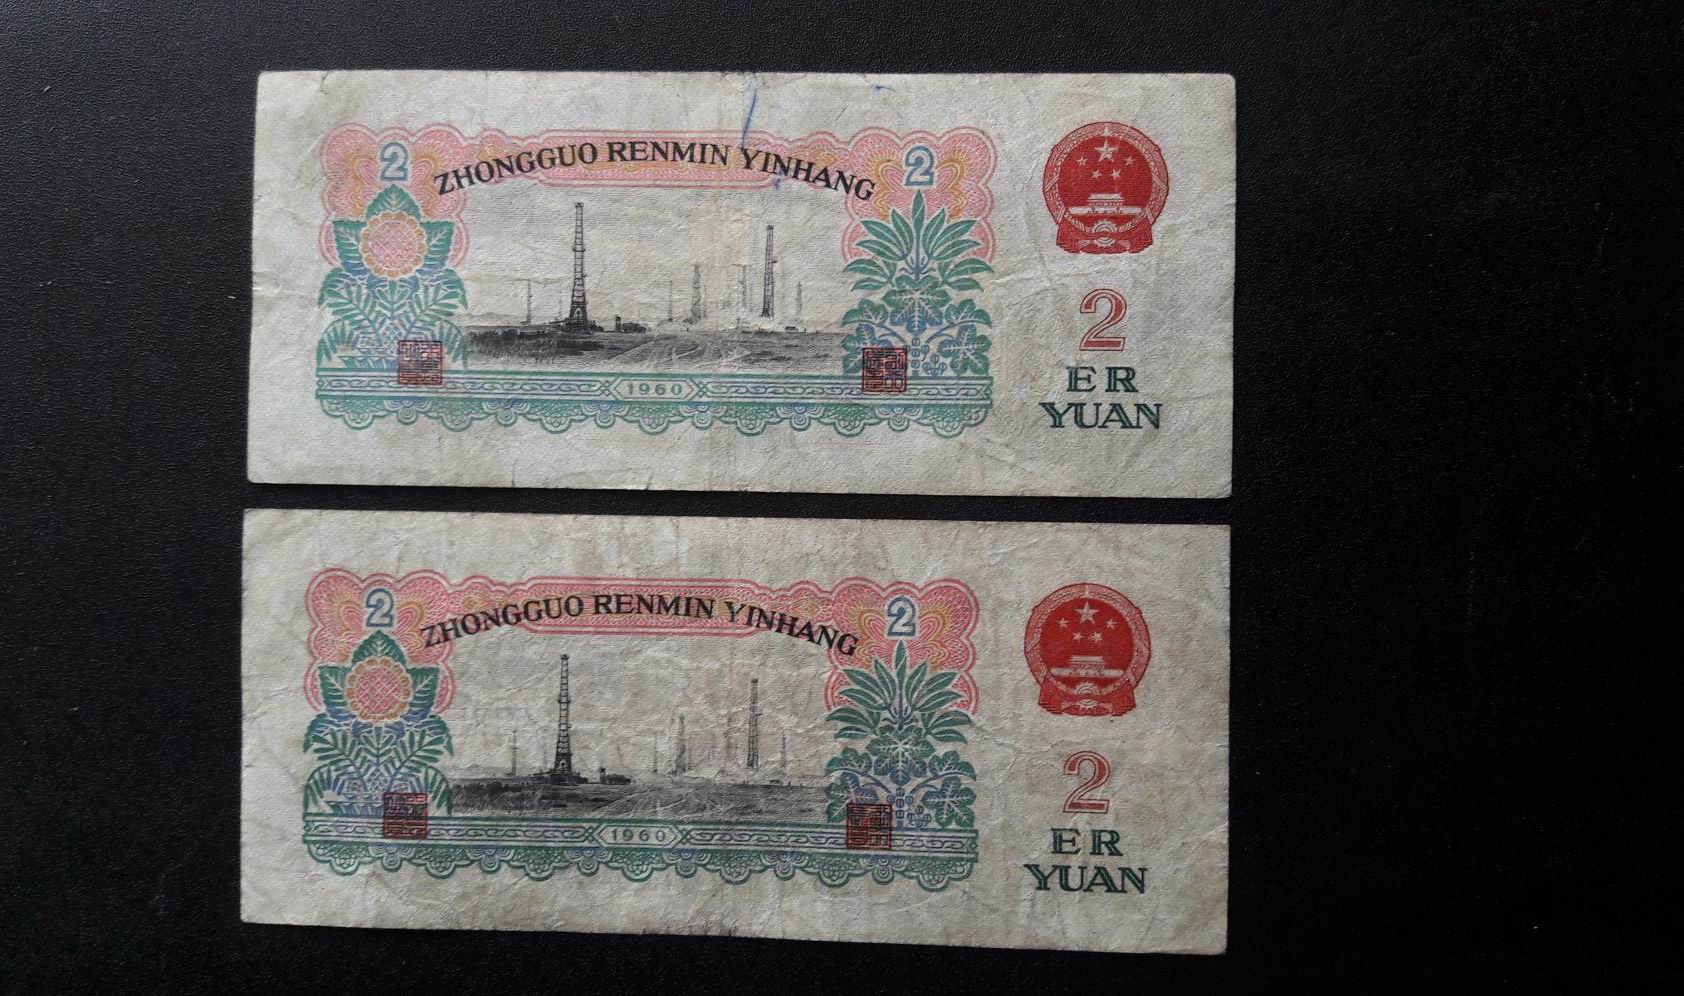 2 ZHONGGUO RENMIN YINHANG 2
2
1960
ER
YUAN
2 ZHONGGUO RENMIN YINHANG 2
2
1960
ER
YUAN